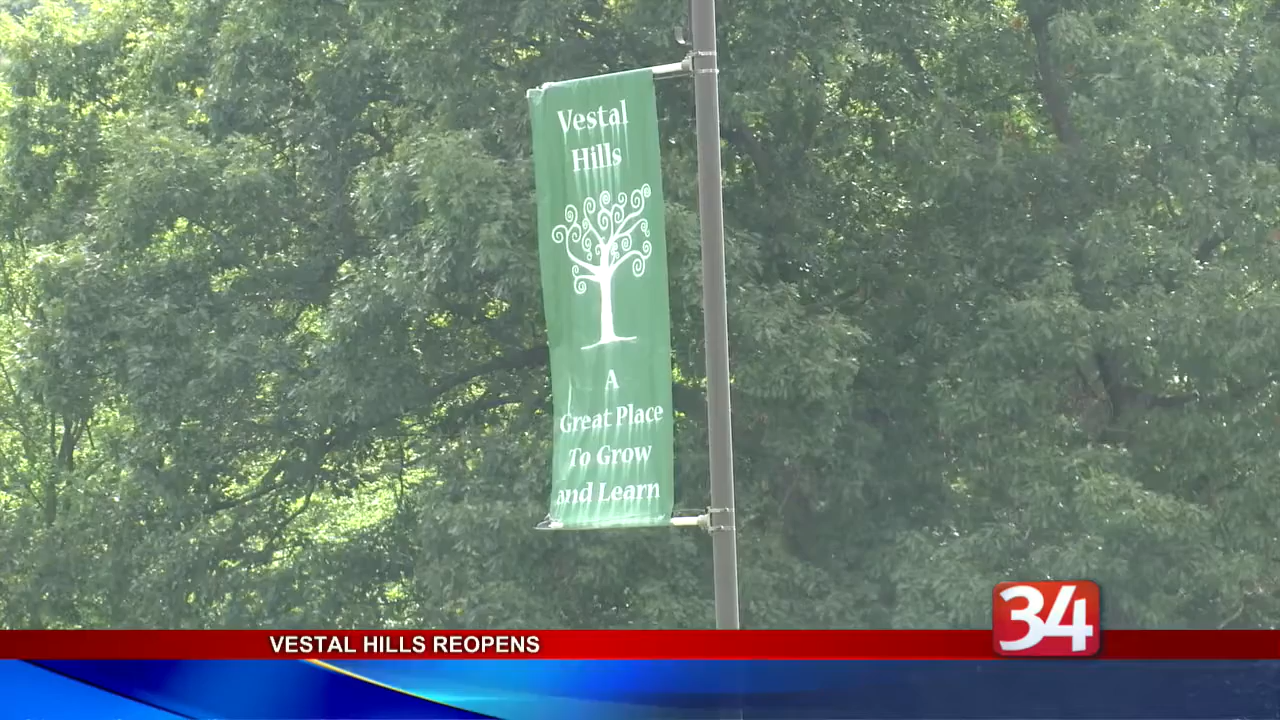 Vestal
Hills
A
Great Place
To Grow
and Learn
34
VESTAL HILLS REOPENS